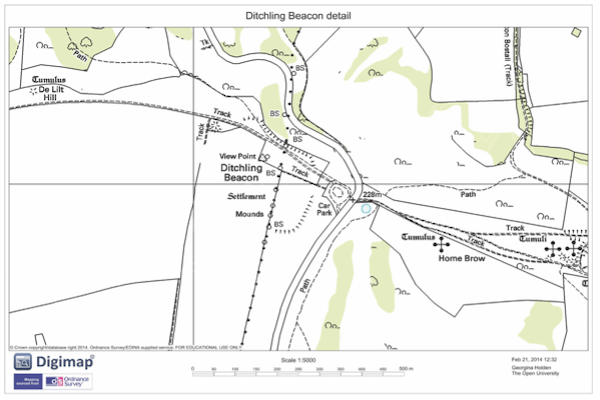 Ditchling Beacon detail
Path
Tk
BS
on Bostall (Track)
Tumulus
De Lilt
Hill
Track
Track
BS
BS
View Point
Ditchling
Beacon
BS
Track
Settlement
Mounds
BS
Car
Park
228m
Path
Track
Tumulus
Track
Tumuli
Home Brow
Path
© Crown copyright/database right 2014. Ordnance Survey/EDINA supplied service. FOR EDUCATIONAL USE ONLY.
Digimap
Mapping
sourced from
Ordnance
Survey
Scale 1:5000
0 50 100 150 200 250 300 350 400 450 500 m
Feb 21, 2014 12:32
Georgina Holden
The Open University